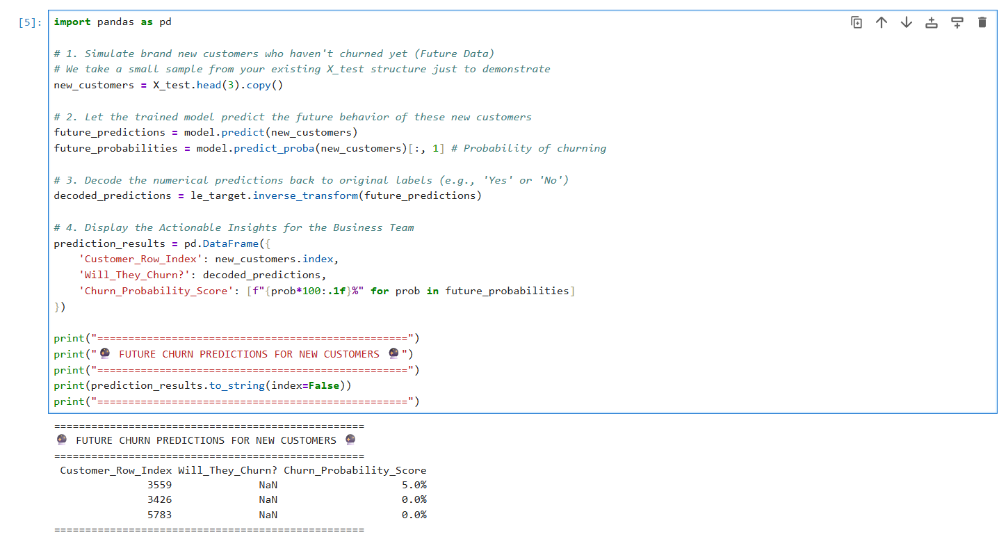 [5]:
import pandas as pd
# 1. Simulate brand new customers who haven't churned yet (Future Data)
# We take a small sample from your existing X_test structure just to demonstrate
new_customers = X_test.head(3).copy()
# 2. Let the trained model predict the future behavior of these new customers
future_predictions = model.predict(new_customers)
future_probabilities = model.predict_proba(new_customers)[:, 1] # Probability of churning
# 3. Decode the numerical predictions back to original labels (e.g., 'Yes' or 'No')
decoded_predictions = le_target.inverse_transform(future_predictions)
# 4. Display the Actionable Insights for the Business Team
prediction_results = pd.DataFrame({
    'Customer_Row_Index': new_customers.index,
    'Will_They_Churn?': decoded_predictions,
    'Churn_Probability_Score': [f"{prob*100:.1f}%" for prob in future_probabilities]
})
print("==================================================")
print("🔮 FUTURE CHURN PREDICTIONS FOR NEW CUSTOMERS 🔮")
print("==================================================")
print(prediction_results.to_string(index=False))
print("==================================================")
==================================================
🔮 FUTURE CHURN PREDICTIONS FOR NEW CUSTOMERS 🔮
==================================================
Customer_Row_Index Will_They_Churn? Churn_Probability_Score
3559 NaN 5.0%
3426 NaN 0.0%
5783 NaN 0.0%
==================================================